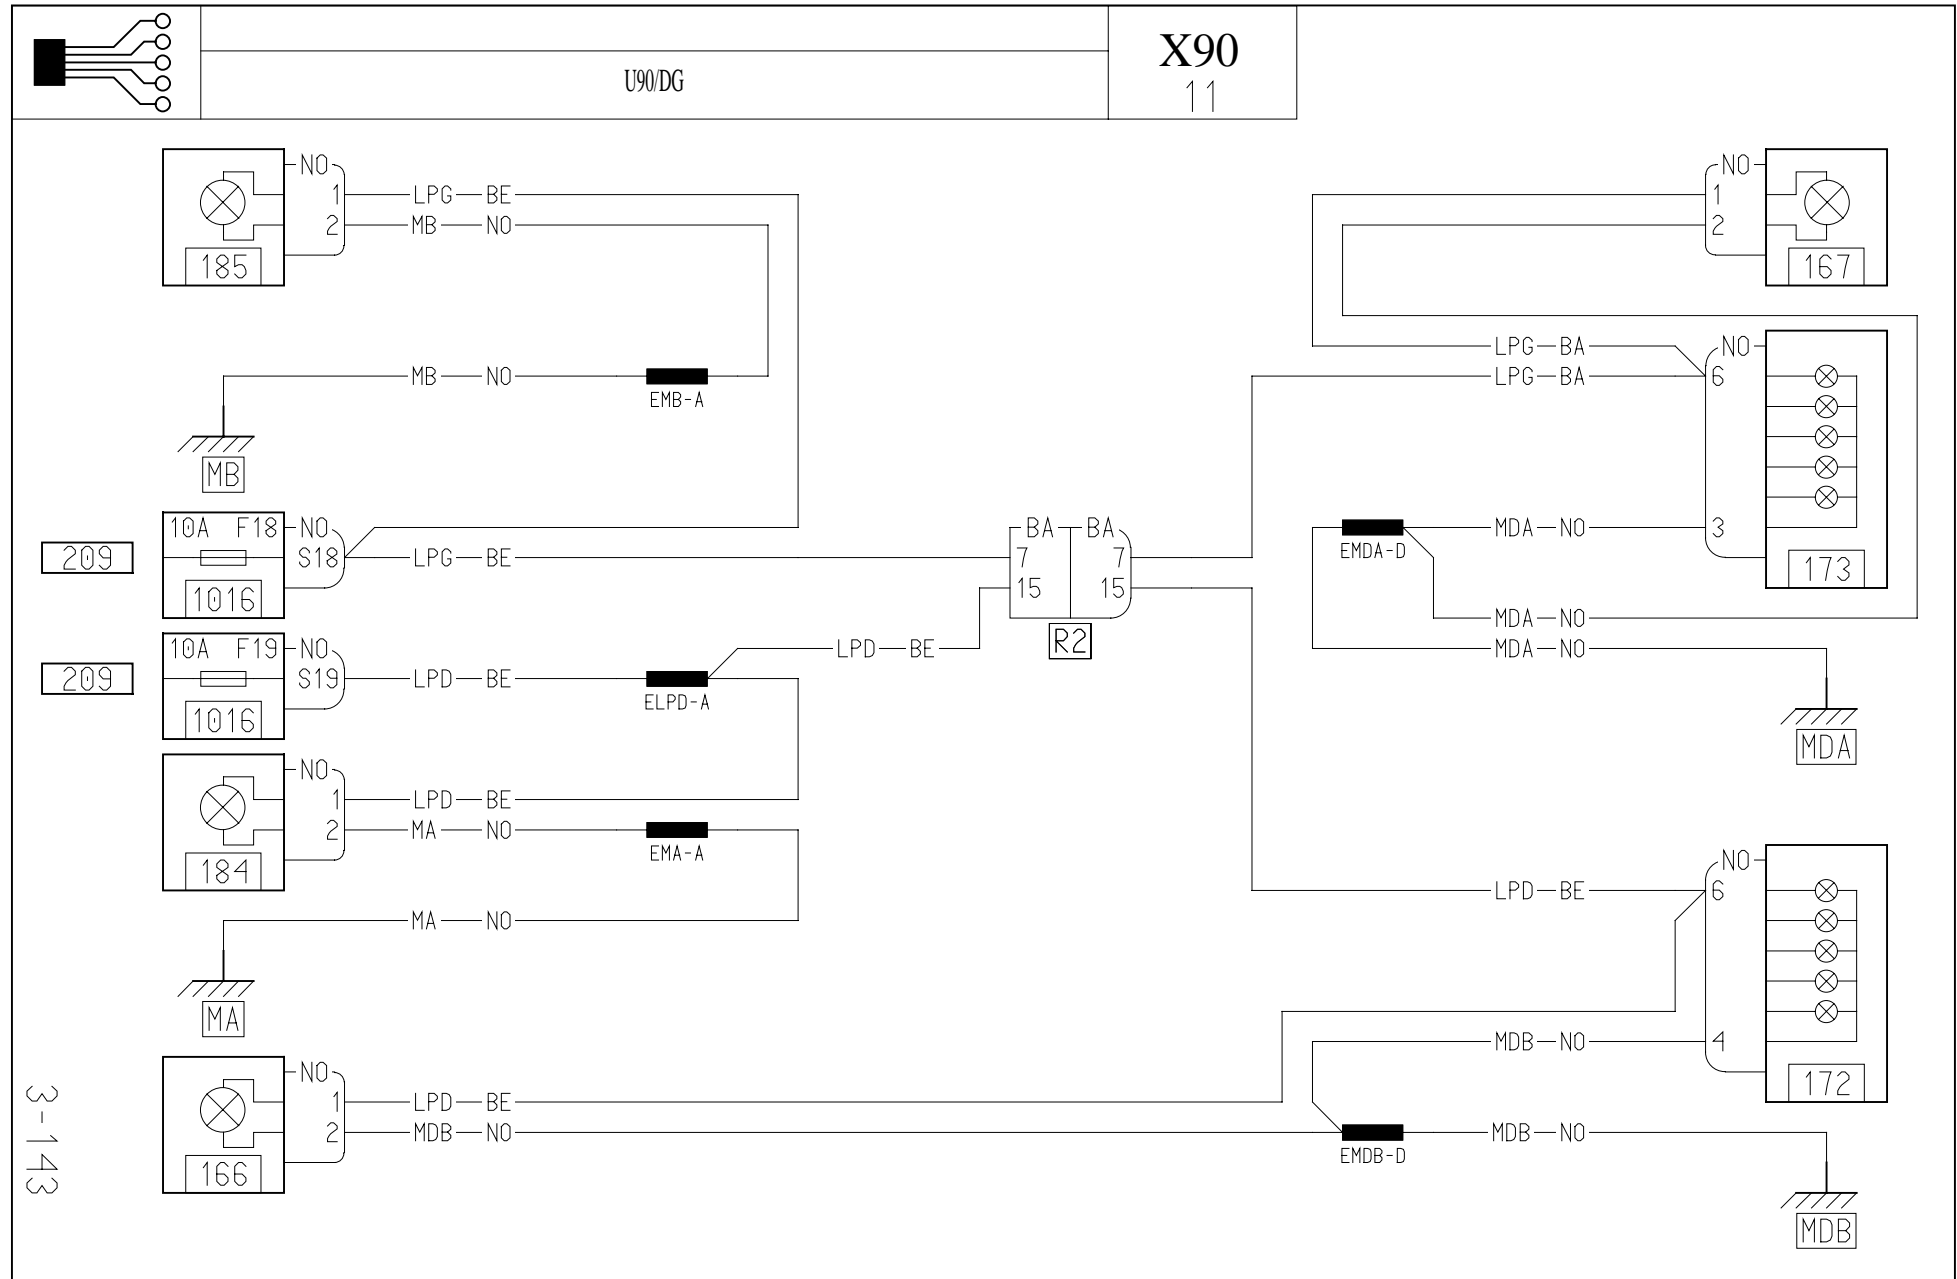 X90
U90/DG
11
NO
1 LPG BE
2 MB NO
185
NO
1
2
167
MB NO
EMB-A
MB
LPG BA
NO
LPG BA
6
10A F18 NO
209
S18 LPG BE
1016
BA BA
7 7
15 15
R2
EMDA-D
MDA NO
3
173
MDA NO
MDA NO
MDA
10A F19 NO
209
S19 LPD BE
1016
ELPD-A
LPD BE
NO
1 LPD BE
2 MA NO
184
EMA-A
MA NO
MA
LPD BE
NO
6
MDB NO
4
172
NO
1 LPD BE
2 MDB NO
166
EMDB-D
MDB NO
MDB
3-143